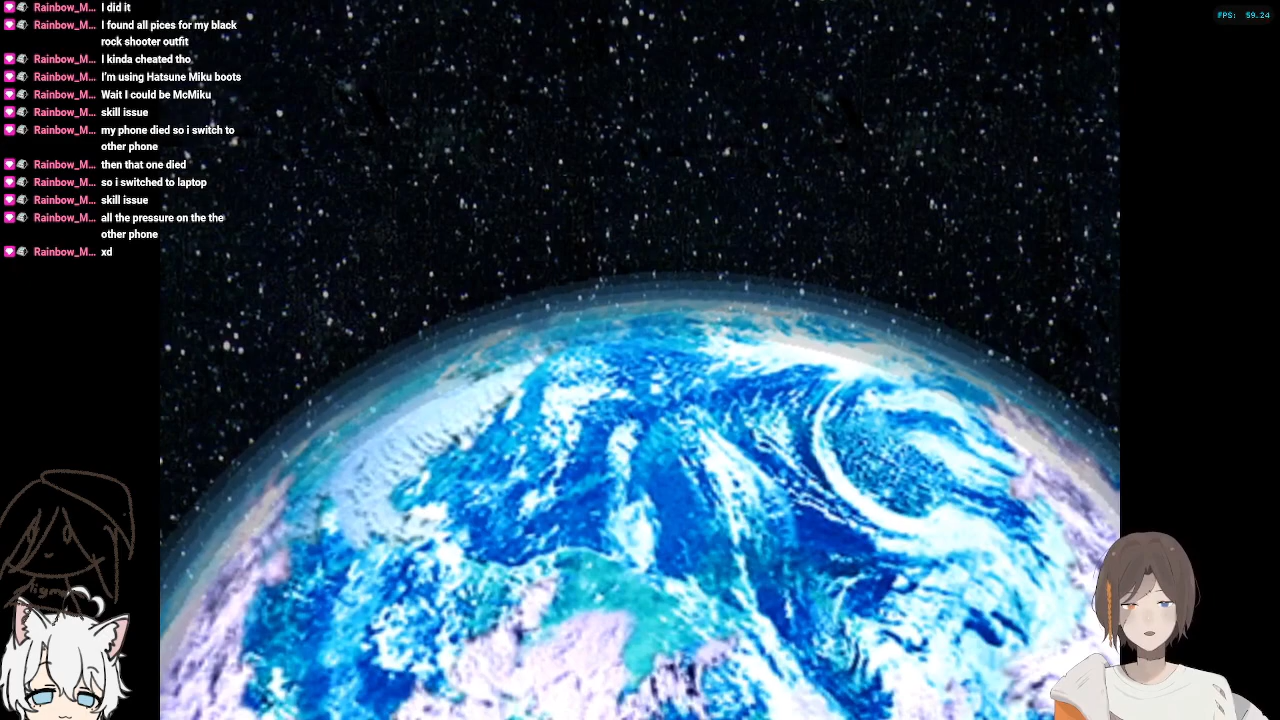 Rainbow_M... I did it
Rainbow_M... I found all pices for my black
rock shooter outfit
Rainbow_M... I kinda cheated tho
Rainbow_M... I'm using Hatsune Miku boots
Rainbow_M... Wait I could be McMiku
Rainbow_M... skill issue
Rainbow_M... my phone died so i switch to
other phone
Rainbow_M... then that one died
Rainbow_M... so i switched to laptop
Rainbow_M... skill issue
Rainbow_M... all the pressure on the the
other phone
Rainbow_M... xd
FPS: 59.24